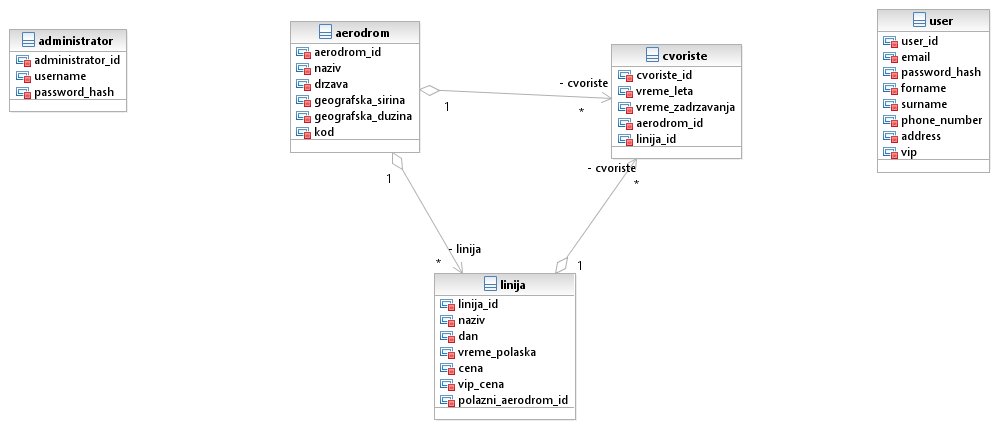 administrator
administrator_id
username
password_hash
aerodrom
aerodrom_id
naziv
drzava
geografska_sirina
geografska_duzina
kod
1
- cvoriste
*
cvoriste
cvoriste_id
vreme_leta
vreme_zadrzavanja
aerodrom_id
linija_id
- cvoriste
*
user
user_id
email
password_hash
forname
surname
phone_number
address
vip
1
- linija
*
1
linija
linija_id
naziv
dan
vreme_polaska
cena
vip_cena
polazni_aerodrom_id